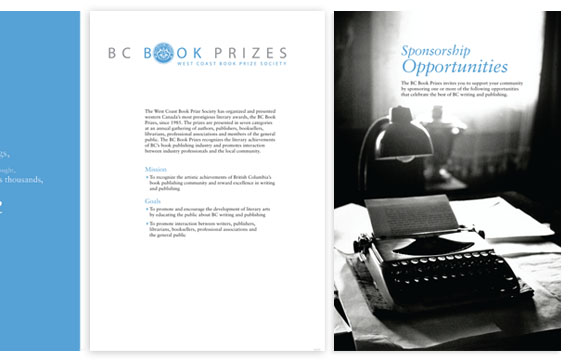 gs,
thousands,
BC BOOK PRIZES
WEST COAST BOOK PRIZE SOCIETY
The West Coast Book Prize Society has organized and presented
western Canada's most prestigious literary awards, the BC Book
Prizes, since 1985. The prizes are presented in seven categories
at an annual gathering of authors, publishers, booksellers,
librarians, professional associations and members of the general
public. The BC Book Prizes recognizes the literary achievements
of BC's book publishing industry and promotes interaction
between industry professionals and the local community.
Mission
To recognize the artistic achievements of British Columbia's
book publishing community and reward excellence in writing
and publishing
Goals
To promote and encourage the development of literary arts
by educating the public about BC writing and publishing
To promote interaction between writers, publishers,
librarians, booksellers, professional associations and
the general public
Sponsorship
Opportunities
The BC Book Prizes invites you to support your community
by sponsoring one or more of the following opportunities
that celebrate the best of BC writing and publishing.